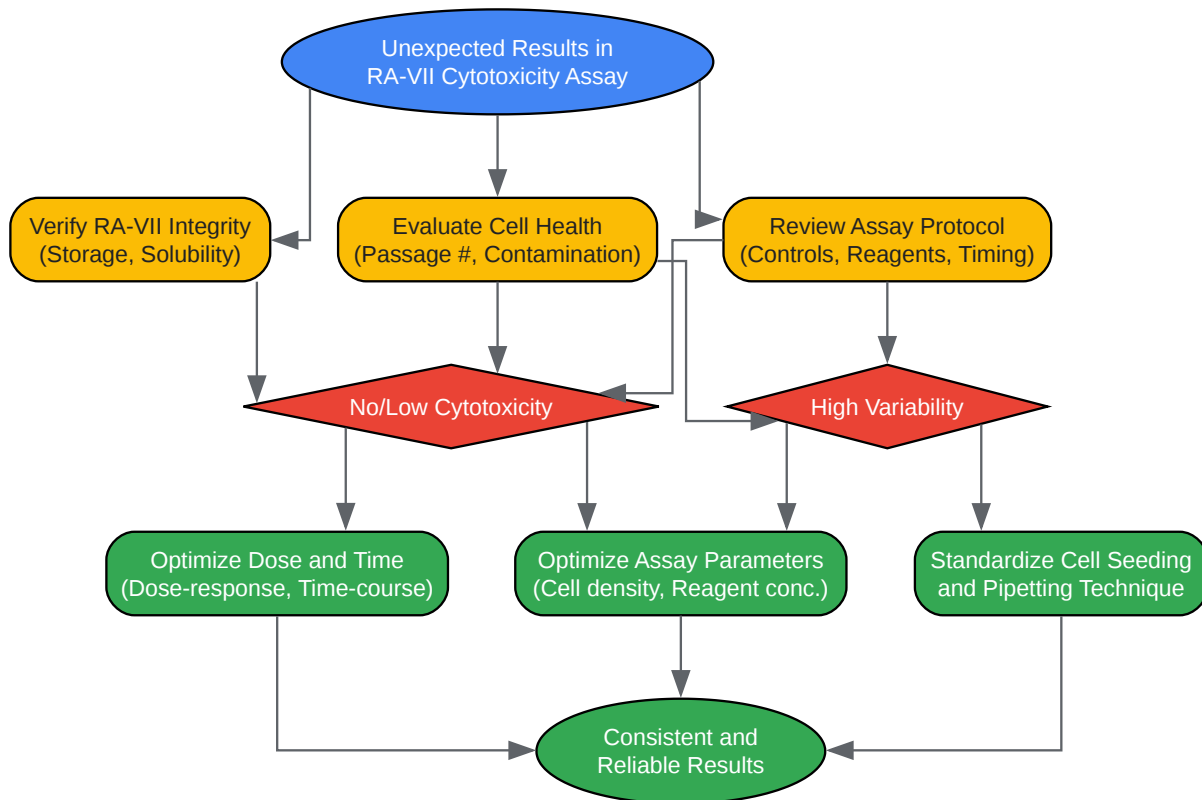 Unexpected Results in
RA-VII Cytotoxicity Assay
Verify RA-VII Integrity
(Storage, Solubility)
Evaluate Cell Health
(Passage #, Contamination)
Review Assay Protocol
(Controls, Reagents, Timing)
No/Low Cytotoxicity
High Variability
Optimize Dose and Time
(Dose-response, Time-course)
Optimize Assay Parameters
(Cell density, Reagent conc.)
Standardize Cell Seeding
and Pipetting Technique
Consistent and
Reliable Results